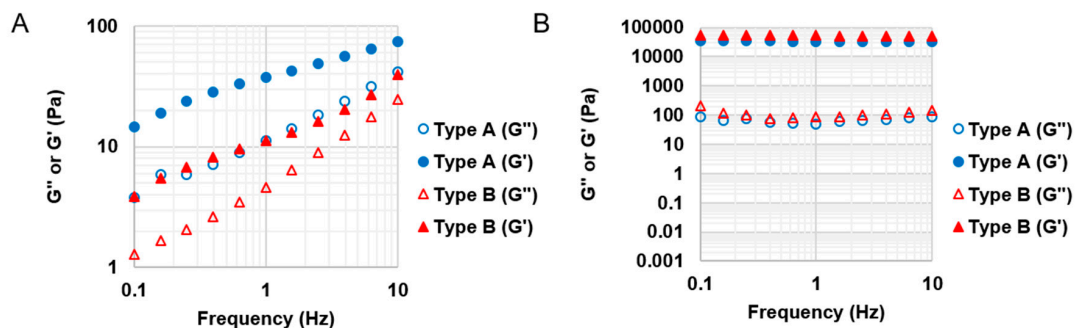 A
G'' or G' (Pa)
100
10
1
0.1
1
10
Frequency (Hz)
Type A (G'')
Type A (G')
Type B (G'')
Type B (G')
B
G'' or G' (Pa)
100000
10000
1000
100
10
1
0.1
0.01
0.001
0.1
1
10
Frequency (Hz)
Type A (G'')
Type A (G')
Type B (G'')
Type B (G')